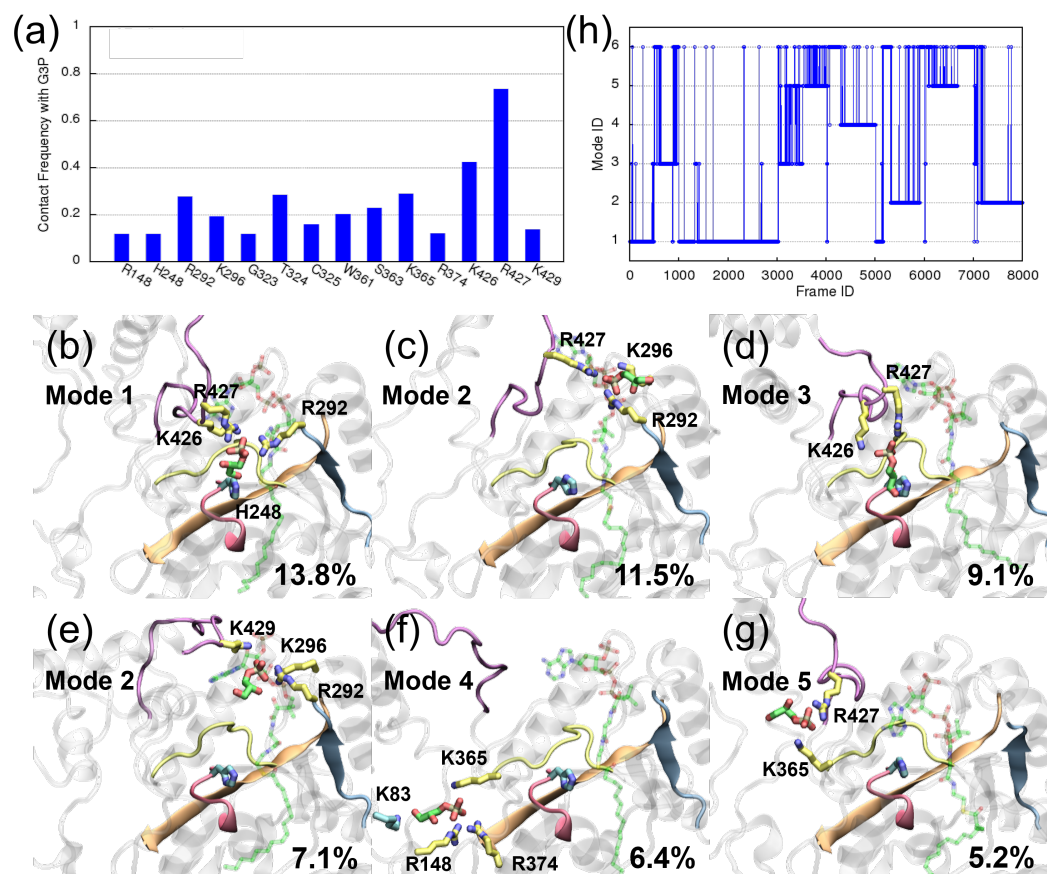 (a)
Contact Frequency with G3P
1
0.8
0.6
0.4
0.2
0
R148
H248
R292
K296
G323
T324
C325
W361
S363
K365
R374
K426
R427
K429
(h)
Mode ID
6
5
4
3
2
1
0
1000
2000
3000
4000
5000
6000
7000
8000
Frame ID
(b)
Mode 1
R427
R292
K426
H248
13.8%
(c)
R427
K296
Mode 2
R292
11.5%
(d)
R427
Mode 3
K426
9.1%
(e)
K429
K296
Mode 2
R292
7.1%
(f)
Mode 4
K365
K83
R148
R374
6.4%
(g)
Mode 5
R427
K365
5.2%